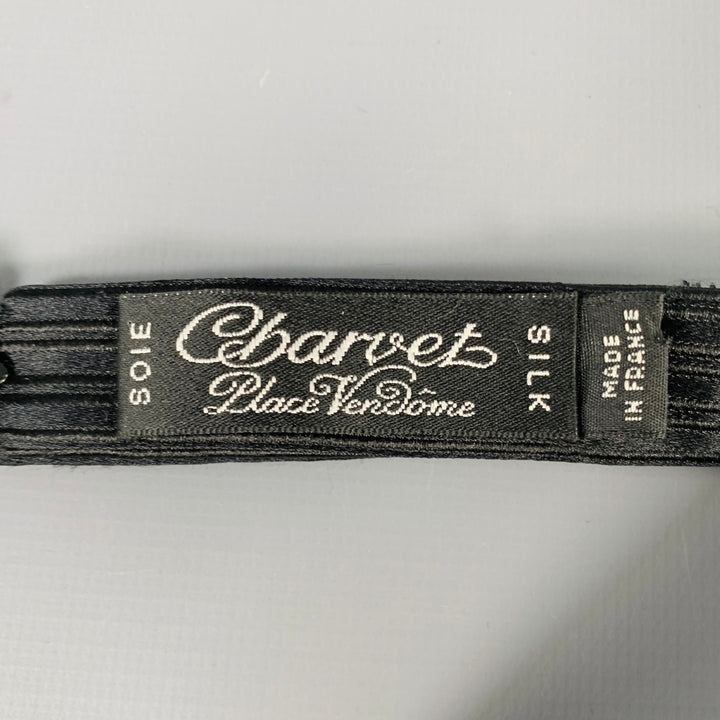 SOIE
Charvet
Place Vendôme
SILK
MADE
IN FRANCE